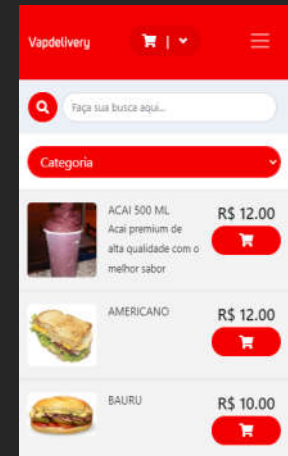 Vapdelivery
|
Faça sua busca aqui...
Categoria
ACAI 500 ML
R$ 12.00
Acai premium de
alta qualidade com o
melhor sabor
AMERICANO
R$ 12.00
BAURU
R$ 10.00